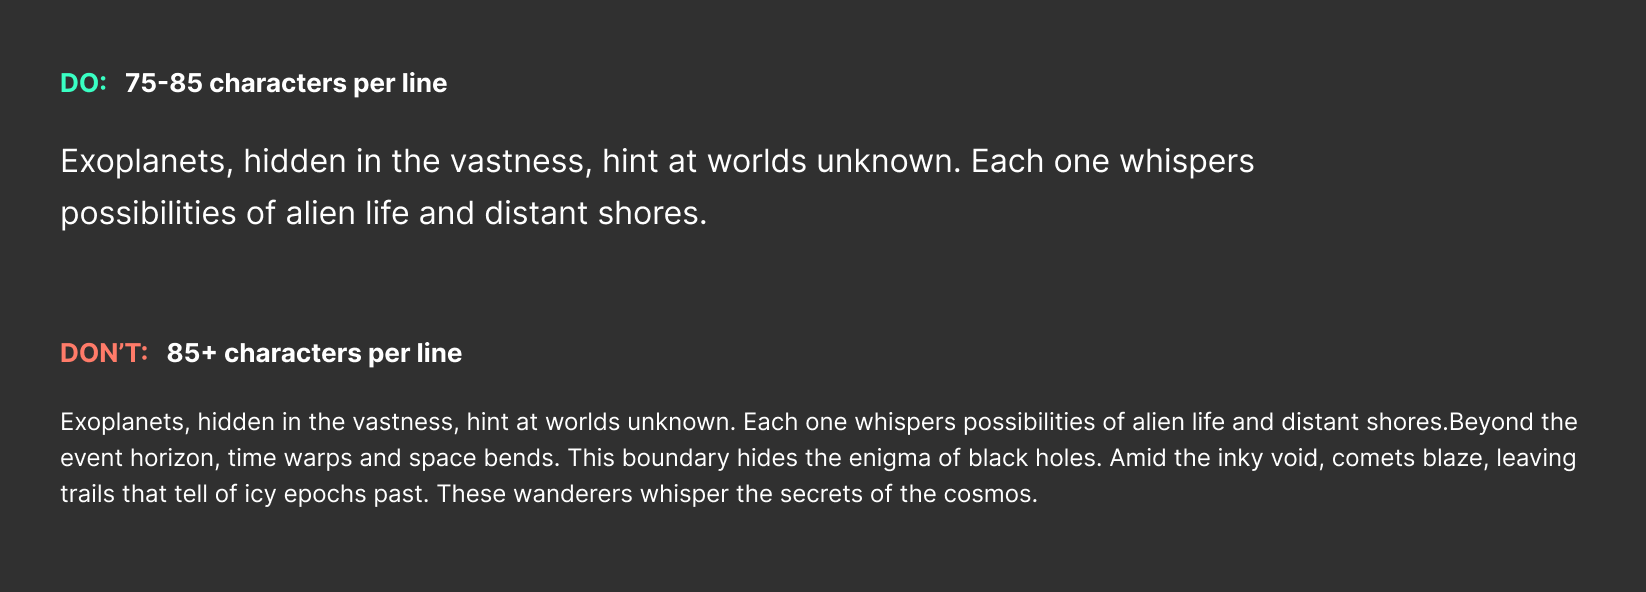 DO: 75-85 characters per line
Exoplanets, hidden in the vastness, hint at worlds unknown. Each one whispers
possibilities of alien life and distant shores.
DON’T: 85+ characters per line
Exoplanets, hidden in the vastness, hint at worlds unknown. Each one whispers possibilities of alien life and distant shores.Beyond the
event horizon, time warps and space bends. This boundary hides the enigma of black holes. Amid the inky void, comets blaze, leaving
trails that tell of icy epochs past. These wanderers whisper the secrets of the cosmos.